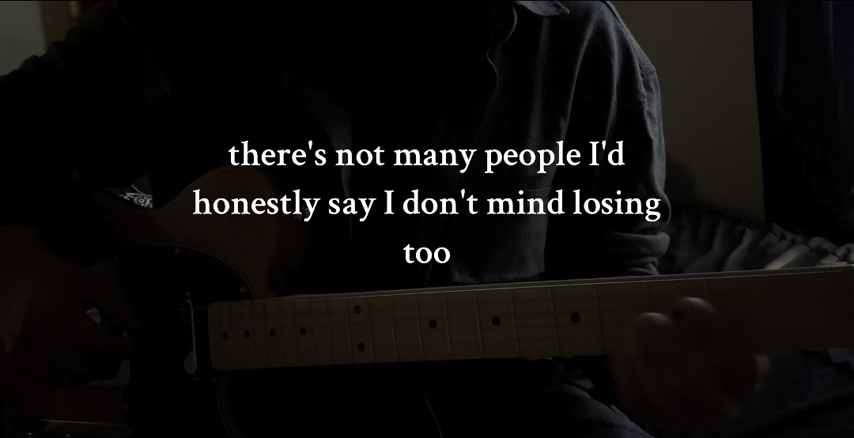 there's not many people I'd
honestly say I don't mind losing
too